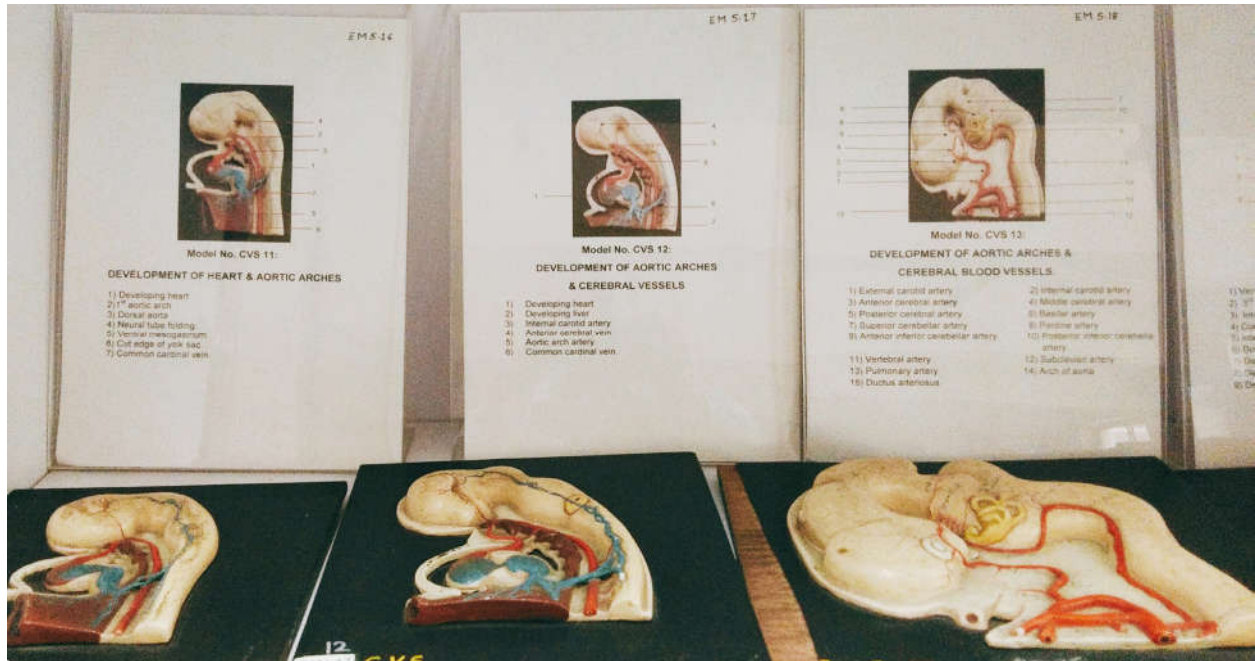 EM 5-16
Model No. CVS 11:
DEVELOPMENT OF HEART & AORTIC ARCHES
1) Developing heart
2) 1st aortic arch
3) Dorsal aorta
4) Neural tube folding
5) Ventral mesogastrium
6) Cut edge of yolk sac
7) Common cardinal vein.
EM 5-17
Model No. CVS 12:
DEVELOPMENT OF AORTIC ARCHES
& CEREBRAL VESSELS
1) Developing heart
2) Developing liver
3) Internal carotid artery
4) Anterior cerebral vein
5) Aortic arch artery
6) Common cardinal vein.
EM 5-18
Model No. CVS 13:
DEVELOPMENT OF AORTIC ARCHES &
CEREBRAL BLOOD VESSELS.
1) External carotid artery 2) Internal carotid artery
3) Anterior cerebral artery 4) Middle cerebral artery
5) Posterior cerebral artery 6) Basilar artery
7) Superior cerebellar artery 8) Pontine artery
9) Anterior inferior cerebellar artery 10) Posterior inferior cerebella
artery
11) Vertebral artery 12) Subclavian artery
13) Pulmonary artery 14) Arch of aorta
15) Ductus arteriosus
12